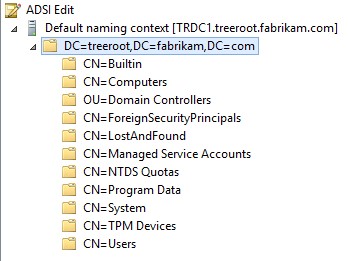 ADSI Edit
Default naming context [TRDC1.treeroot.fabrikam.com]
DC=treeroot,DC=fabrikam,DC=com
CN=Builtin
CN=Computers
OU=Domain Controllers
CN=ForeignSecurityPrincipals
CN=LostAndFound
CN=Managed Service Accounts
CN=NTDS Quotas
CN=Program Data
CN=System
CN=TPM Devices
CN=Users